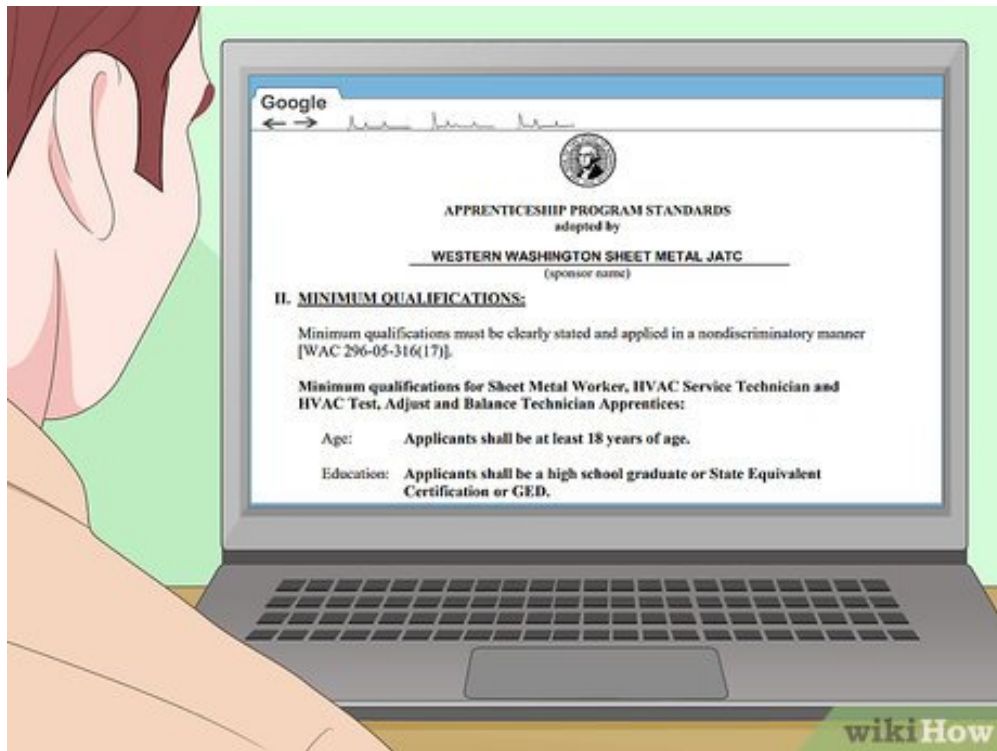 Google
APPRENTICESHIP PROGRAM STANDARDS
adopted by
WESTERN WASHINGTON SHEET METAL JATC
(sponsor name)
II. MINIMUM QUALIFICATIONS:
Minimum qualifications must be clearly stated and applied in a nondiscriminatory manner
[WAC 296-05-316(17)].
Minimum qualifications for Sheet Metal Worker, HVAC Service Technician and
HVAC Test, Adjust and Balance Technician Apprentices:
Age: Applicants shall be at least 18 years of age.
Education: Applicants shall be a high school graduate or State Equivalent
Certification or GED.
wikiHow